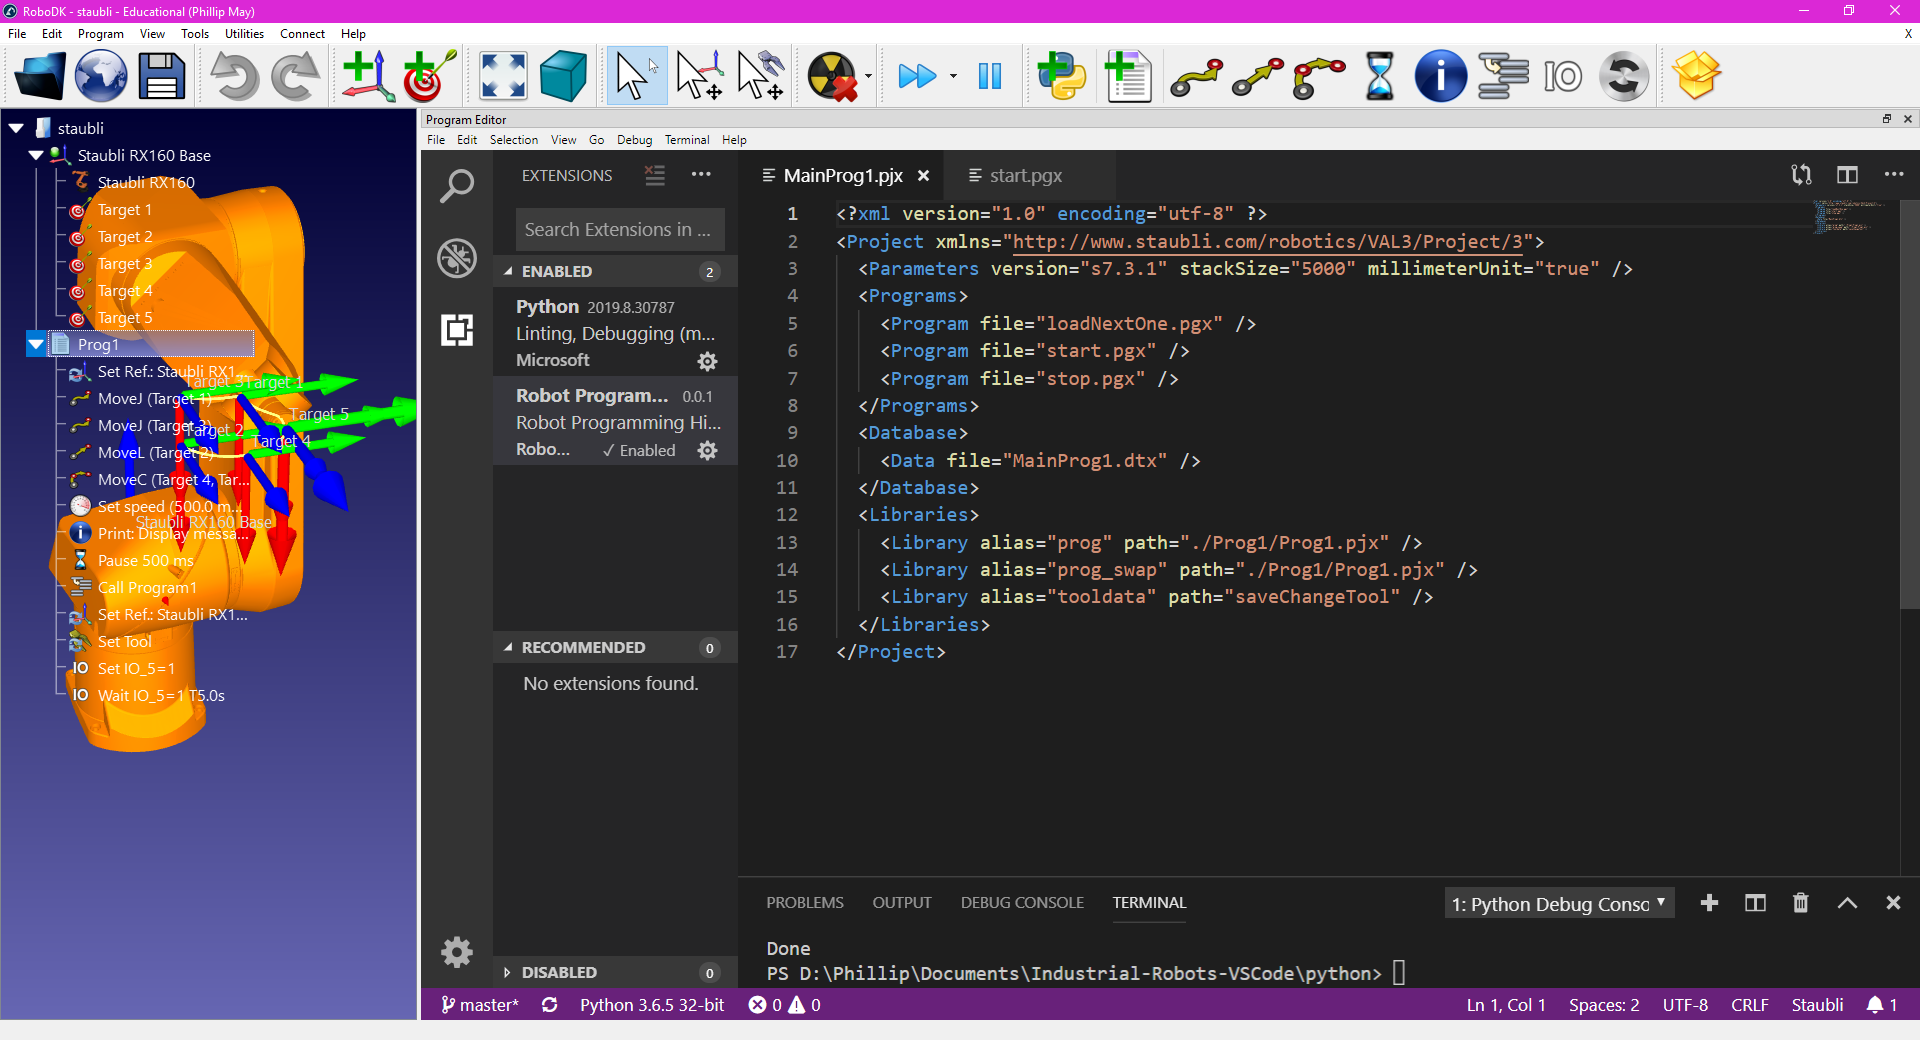 RoboDK - staubli - Educational (Phillip May)
File Edit Program View Tools Utilities Connect Help X
staubli
Staubli RX160 Base
Staubli RX160
Target 1
Target 2
Target 3
Target 4
Target 5
Prog1
Set Ref.: Staubli RX1...
MoveJ (Target 1)
MoveJ (Target 3)
MoveL (Target 2)
MoveC (Target 4, Tar...
Set speed (500.0 m...
Print: Display messa...
Pause 500 ms
Call Program1
Set Ref.: Staubli RX1...
Set Tool
IO Set IO_5=1
IO Wait IO_5=1 T5.0s
Target 3
Target 1
Target 5
Target 2
Target 4
Staubli RX160 Base
IO
Program Editor
File Edit Selection View Go Debug Terminal Help
EXTENSIONS
Search Extensions in ...
ENABLED 2
Python 2019.8.30787
Linting, Debugging (m...
Microsoft
Robot Program... 0.0.1
Robot Programming Hi...
Robo... ✓ Enabled
RECOMMENDED 0
No extensions found.
DISABLED 0
MainProg1.pjx
start.pgx
1 <?xml version="1.0" encoding="utf-8" ?>
2 <Project xmlns="http://www.staubli.com/robotics/VAL3/Project/3">
3 <Parameters version="s7.3.1" stackSize="5000" millimeterUnit="true" />
4 <Programs>
5 <Program file="loadNextOne.pgx" />
6 <Program file="start.pgx" />
7 <Program file="stop.pgx" />
8 </Programs>
9 <Database>
10 <Data file="MainProg1.dtx" />
11 </Database>
12 <Libraries>
13 <Library alias="prog" path="./Prog1/Prog1.pjx" />
14 <Library alias="prog_swap" path="./Prog1/Prog1.pjx" />
15 <Library alias="tooldata" path="saveChangeTool" />
16 </Libraries>
17 </Project>
PROBLEMS OUTPUT DEBUG CONSOLE TERMINAL
1: Python Debug Consc
Done
PS D:\Phillip\Documents\Industrial-Robots-VSCode\python>
master* Python 3.6.5 32-bit 0 0
Ln 1, Col 1 Spaces: 2 UTF-8 CRLF Staubli 1